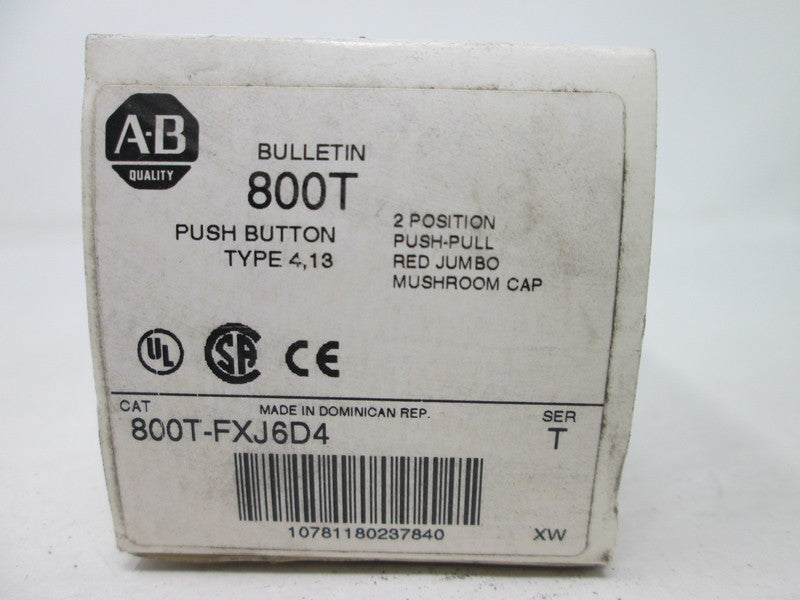 A-B
QUALITY
BULLETIN
800T
PUSH BUTTON
TYPE 4,13
2 POSITION
PUSH-PULL
RED JUMBO
MUSHROOM CAP
UL
SA
CE
CAT
MADE IN DOMINICAN REP.
SER
800T-FXJ6D4
T
10781180237840
XW